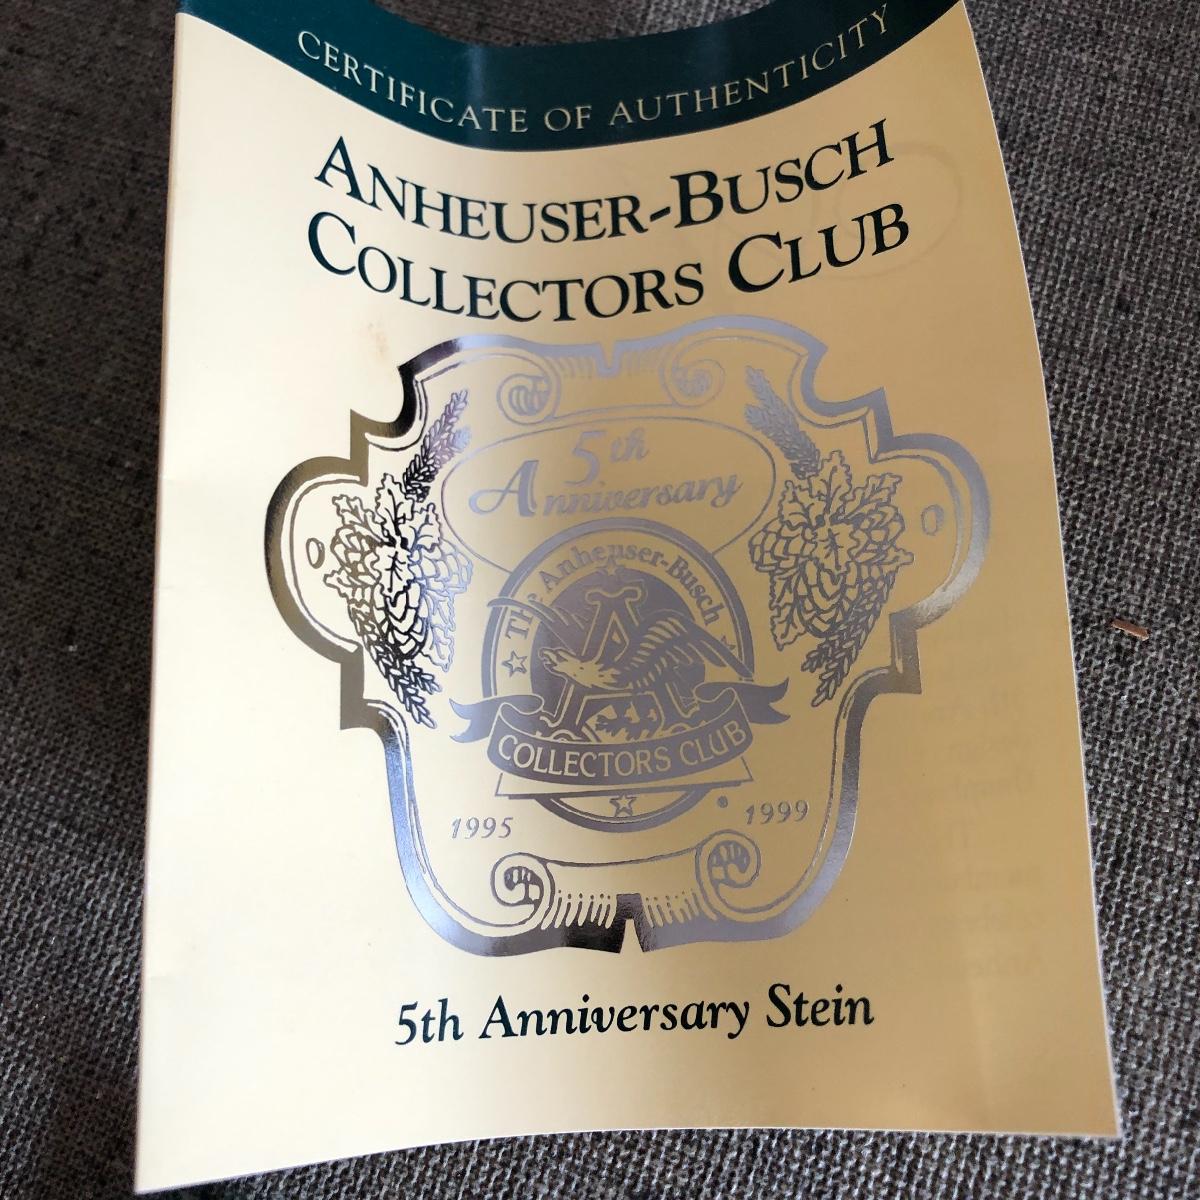 CERTIFICATE OF AUTHENTICITY
ANHEUSER-BUSCH
COLLECTORS CLUB
5th
Anniversary
The Anheuser-Busch
A
COLLECTORS CLUB
1995
1999
5th Anniversary Stein